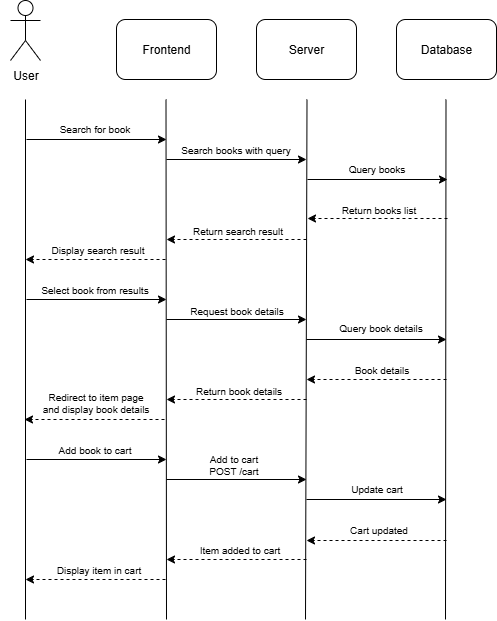 User
Frontend
Server
Database
Search for book
Search books with query
Query books
Return books list
Return search result
Display search result
Select book from results
Request book details
Query book details
Book details
Return book details
Redirect to item page
and display book details
Add book to cart
Add to cart
POST /cart
Update cart
Cart updated
Item added to cart
Display item in cart